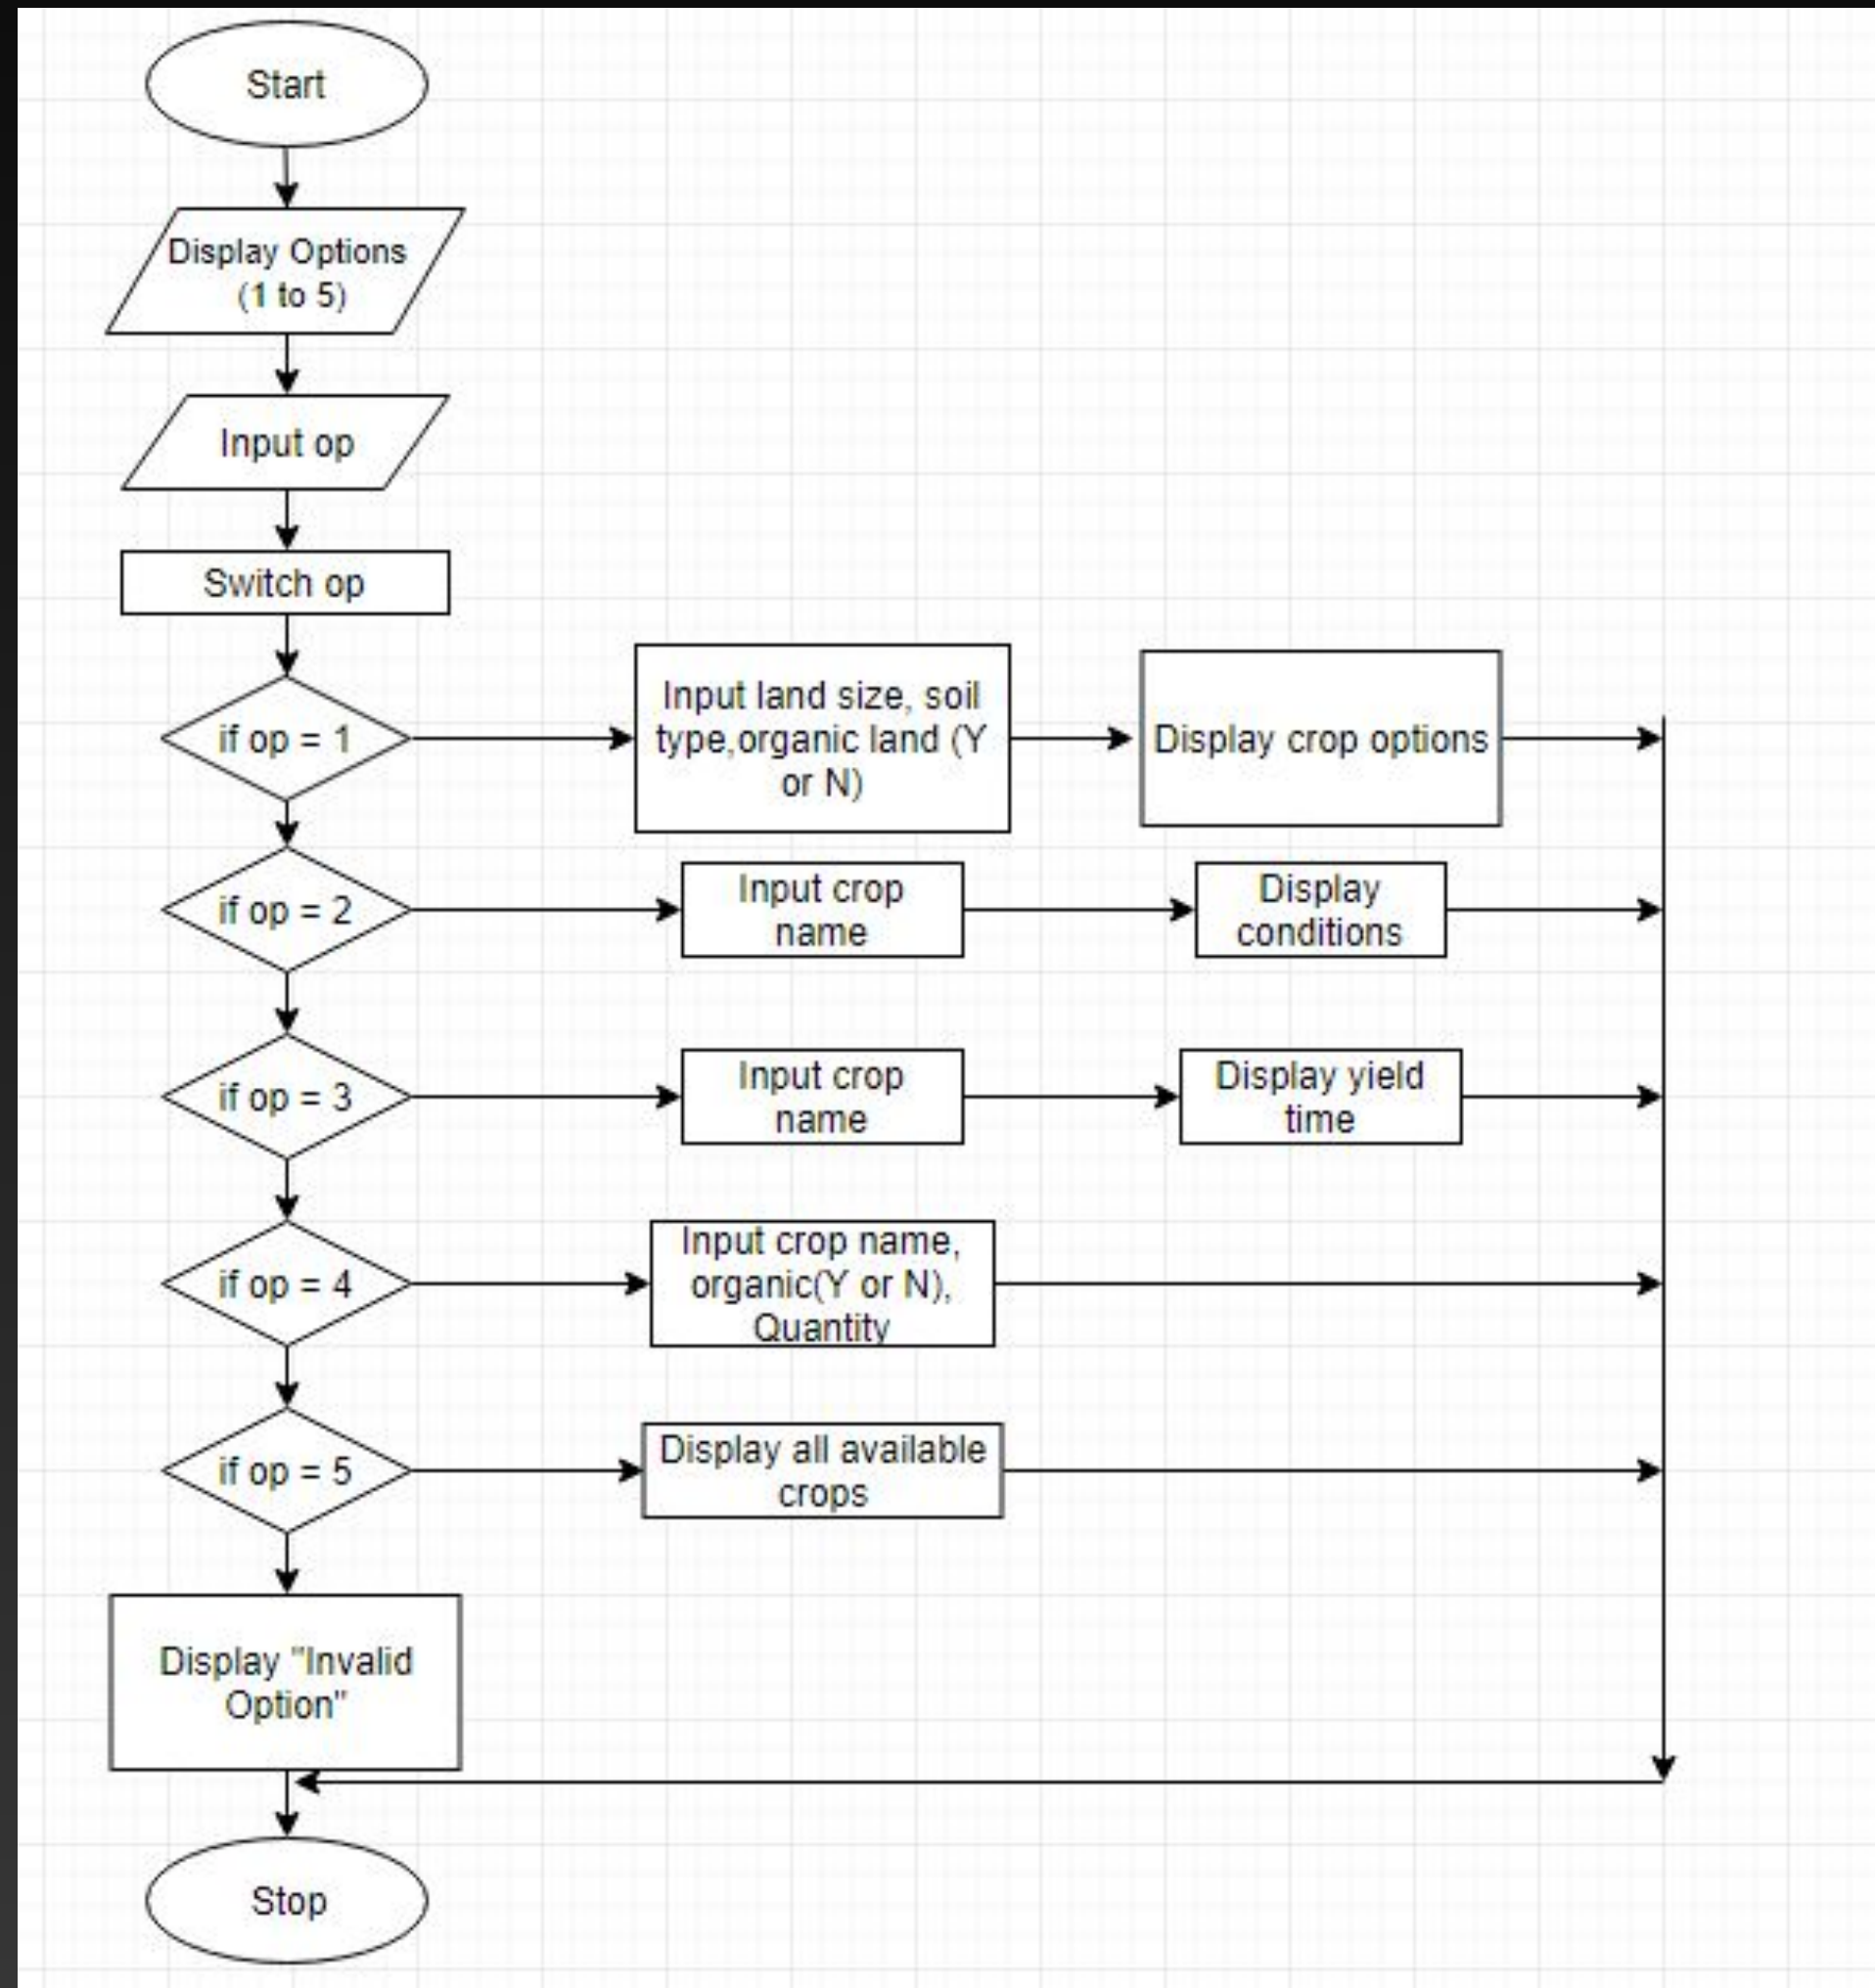 Start
Display Options
(1 to 5)
Input op
Switch op
if op = 1
Input land size, soil
type,organic land (Y
or N)
Display crop options
if op = 2
Input crop
name
Display
conditions
if op = 3
Input crop
name
Display yield
time
if op = 4
Input crop name,
organic(Y or N),
Quantity
if op = 5
Display all available
crops
Display "Invalid
Option"
Stop